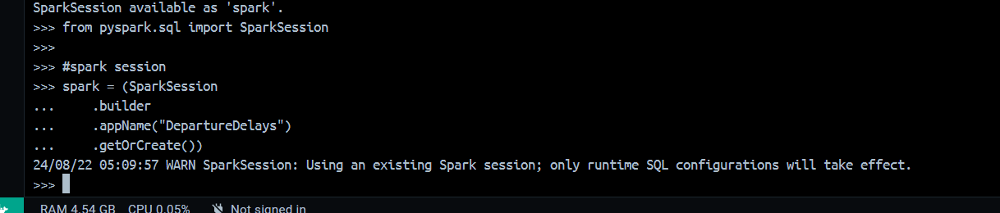 SparkSession available as 'spark'.
>>> from pyspark.sql import SparkSession
>>>
>>> #spark session
>>> spark = (SparkSession
...     .builder
...     .appName("DepartureDelays")
...     .getOrCreate())
24/08/22 05:09:57 WARN SparkSession: Using an existing Spark session; only runtime SQL configurations will take effect.
>>>
RAM 4.54 GB CPU 0.05% Not signed in